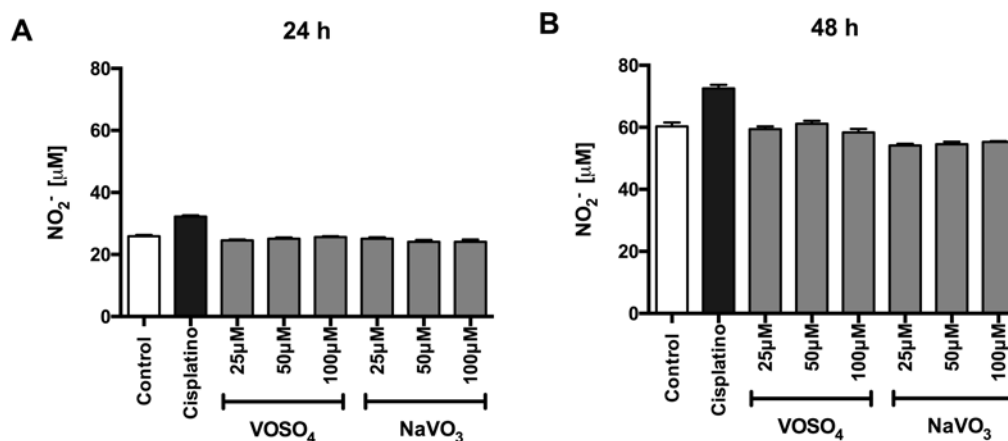 A
24 h
NO₂⁻ [µM]
80
60
40
20
0
Control
Cisplatino
25µM
50µM
100µM
25µM
50µM
100µM
VOSO₄
NaVO₃
B
48 h
NO₂⁻ [µM]
80
60
40
20
0
Control
Cisplatino
25µM
50µM
100µM
25µM
50µM
100µM
VOSO₄
NaVO₃